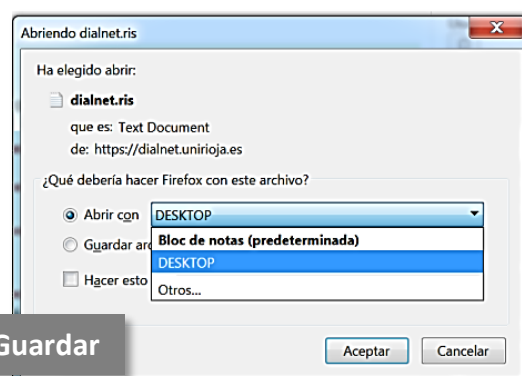 Abriendo dialnet.ris
Ha elegido abrir:
dialnet.ris
que es: Text Document
de: https://dialnet.unirioja.es
¿Qué debería hacer Firefox con este archivo?
Abrir con DESKTOP
Bloc de notas (predeterminada)
Guardar arc
DESKTOP
Hacer esto
Otros...
Guardar
Aceptar Cancelar